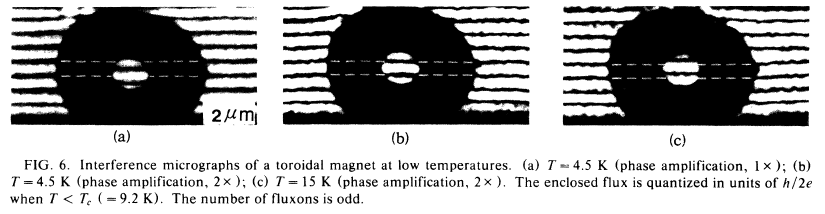 2μm
(a)
(b)
(c)
FIG. 6. Interference micrographs of a toroidal magnet at low temperatures. (a) T = 4.5 K (phase amplification, 1×); (b)
T = 4.5 K (phase amplification, 2×); (c) T = 15 K (phase amplification, 2×). The enclosed flux is quantized in units of h/2e
when T < Tc ( = 9.2 K). The number of fluxons is odd.